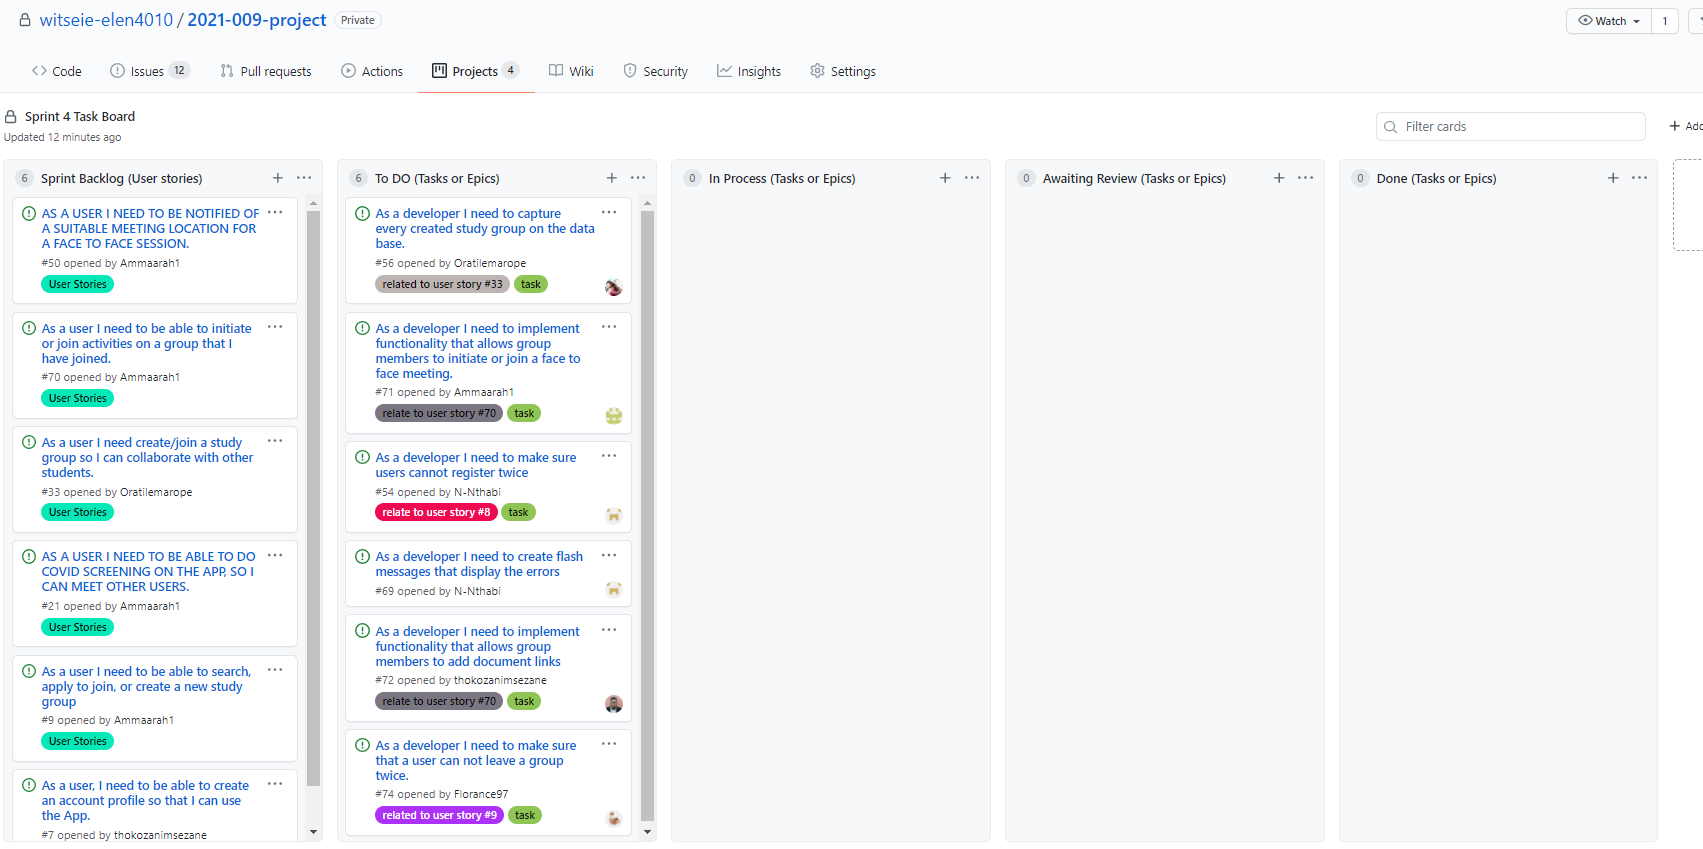 witseie-elen4010 / 2021-009-project Private
Watch 1
Code Issues 12 Pull requests Actions Projects 4 Wiki Security Insights Settings
Sprint 4 Task Board
Updated 12 minutes ago
Filter cards
+ Add
6 Sprint Backlog (User stories)
AS A USER I NEED TO BE NOTIFIED OF
A SUITABLE MEETING LOCATION FOR
A FACE TO FACE SESSION.
#50 opened by Ammaarah1
User Stories
As a user I need to be able to initiate
or join activities on a group that I
have joined.
#70 opened by Ammaarah1
User Stories
As a user I need create/join a study
group so I can collaborate with other
students.
#33 opened by Oratilemarope
User Stories
AS A USER I NEED TO BE ABLE TO DO
COVID SCREENING ON THE APP, SO I
CAN MEET OTHER USERS.
#21 opened by Ammaarah1
User Stories
As a user I need to be able to search,
apply to join, or create a new study
group
#9 opened by Ammaarah1
User Stories
As a user, I need to be able to create
an account profile so that I can use
the App.
#7 opened by thokozanimsezane
6 To DO (Tasks or Epics)
As a developer I need to capture
every created study group on the data
base.
#56 opened by Oratilemarope
related to user story #33 task
As a developer I need to implement
functionality that allows group
members to initiate or join a face to
face meeting.
#71 opened by Ammaarah1
relate to user story #70 task
As a developer I need to make sure
users cannot register twice
#54 opened by N-Nthabi
relate to user story #8 task
As a developer I need to create flash
messages that display the errors
#69 opened by N-Nthabi
As a developer I need to implement
functionality that allows group
members to add document links
#72 opened by thokozanimsezane
relate to user story #70 task
As a developer I need to make sure
that a user can not leave a group
twice.
#74 opened by Florance97
related to user story #9 task
0 In Process (Tasks or Epics)
0 Awaiting Review (Tasks or Epics)
0 Done (Tasks or Epics)